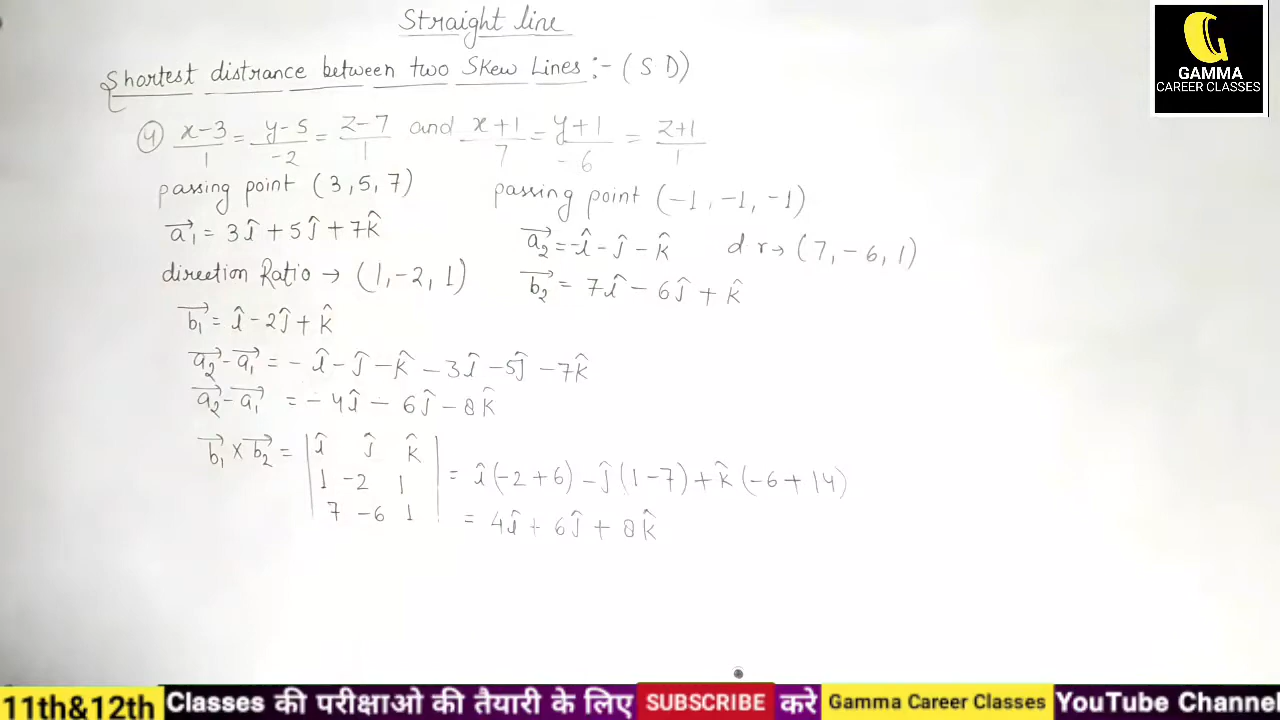 Straight line
GAMMA
CAREER CLASSES
Shortest distrance between two Skew Lines :- (S D)
(4) x-3/1 = y-5/-2 = z-7/1 and x+1/7 = y+1/-6 = z+1/1
passing point (3, 5, 7) passing point (-1, -1, -1)
a₁⃗ = 3î + 5ĵ + 7k̂ a₂⃗ = -î - ĵ - k̂ d r → (7, -6, 1)
direction Ratio → (1, -2, 1) b₂⃗ = 7î - 6ĵ + k̂
b₁⃗ = î - 2ĵ + k̂
a₂⃗ - a₁⃗ = - î - ĵ - k̂ - 3î - 5ĵ - 7k̂
a₂⃗ - a₁⃗ = - 4î - 6ĵ - 8k̂
b₁⃗ × b₂⃗ = | î ĵ k̂ |
| 1 -2 1 | = î(-2+6) - ĵ(1-7) + k̂(-6+14)
| 7 -6 1 | = 4î + 6ĵ + 8k̂
11th&12th Classes की परीक्षाओ की तैयारी के लिए SUBSCRIBE करे Gamma Career Classes YouTube Channe